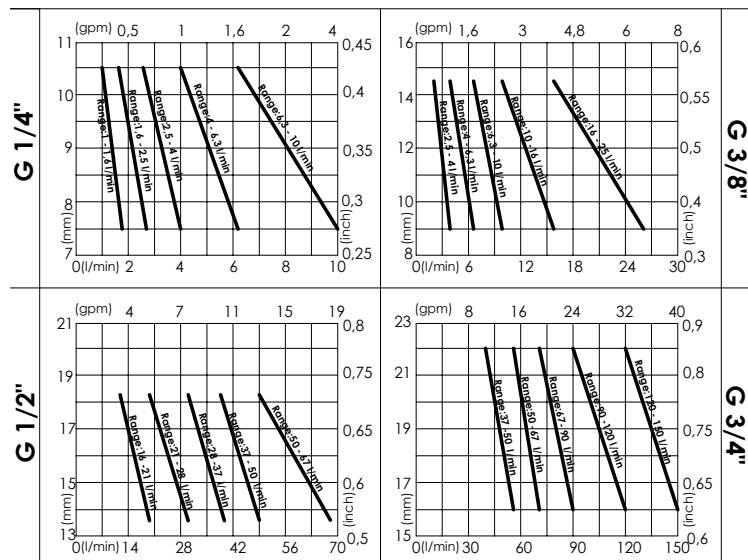 (gpm) 0,5 1 1,6 2 4
11 10 9 8 7
(mm)
0,45 0,4 0,35 0,3 0,25
(inch)
0(l/min) 2 4 6 8 10
G 1/4"
Range:1 - 1,6 l/min
Range:1,6 - 2,5 l/min
Range:2,5 - 4 l/min
Range:4 - 6,3 l/min
Range:6,3 - 10 l/min
(gpm) 1,6 3 4,8 6 8
16 14 12 10 8
(mm)
0,6 0,55 0,5 0,4 0,3
(inch)
0(l/min) 6 12 18 24 30
G 3/8"
Range:2,5 - 4 l/min
Range:4 - 6,3 l/min
Range:6,3 - 10 l/min
Range:10 -16 l/min
Range:16 - 25 l/min
(gpm) 4 7 11 15 19
21 19 17 15 13
(mm)
0,8 0,75 0,65 0,6 0,5
(inch)
0(l/min) 14 28 42 56 70
G 1/2"
Range:16 -21 l/min
Range:21 - 28 l/min
Range:28 -37 l/min
Range:37 - 50 l/min
Range:50 - 67 l/min
(gpm) 8 16 24 32 40
23 21 19 17 15
(mm)
0,9 0,85 0,75 0,65 0,6
(inch)
0(l/min) 30 60 90 120 150
G 3/4"
Range:37 -50 l/min
Range:50 -67 l/min
Range:67 - 90 l/min
Range:90 -120 l/min
Range:120 - 150 l/min